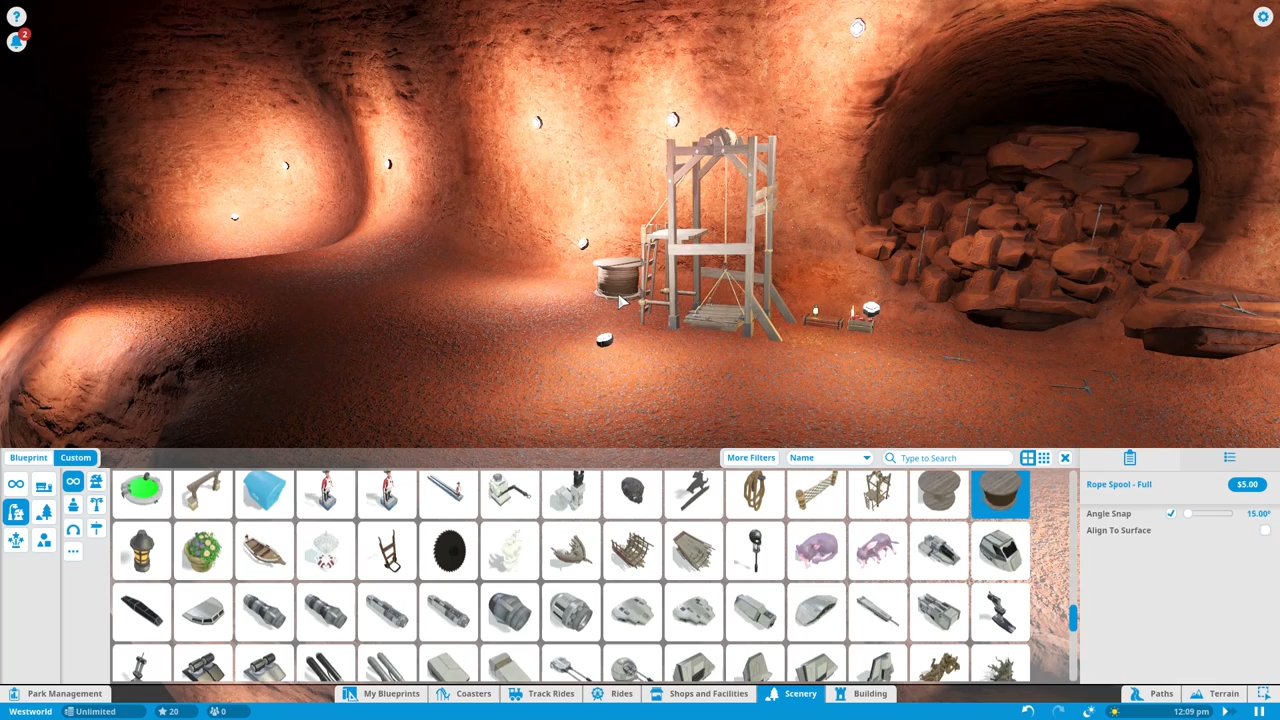 ?
2
Blueprint Custom More Filters Name Type to Search
Rope Spool - Full $5.00
Angle Snap 15.00°
Align To Surface
Park Management My Blueprints Coasters Track Rides Rides Shops and Facilities Scenery Building Paths Terrain
Westworld Unlimited 20 0 12:09 pm